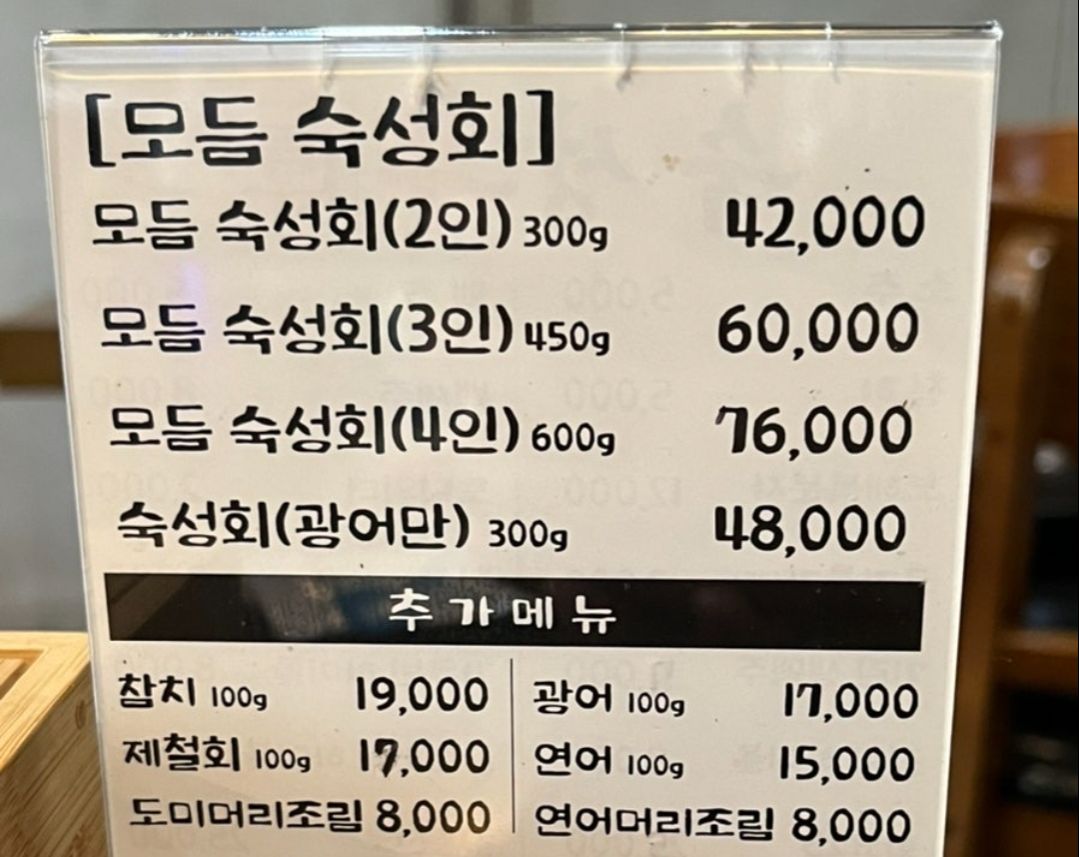 [모듬 숙성회]
모듬 숙성회(2인) 300g 42,000
모듬 숙성회(3인) 450g 60,000
모듬 숙성회(4인) 600g 76,000
숙성회(광어만) 300g 48,000
추가메뉴
참치 100g 19,000
제철회 100g 17,000
도미머리조림 8,000
광어 100g 17,000
연어 100g 15,000
연어머리조림 8,000